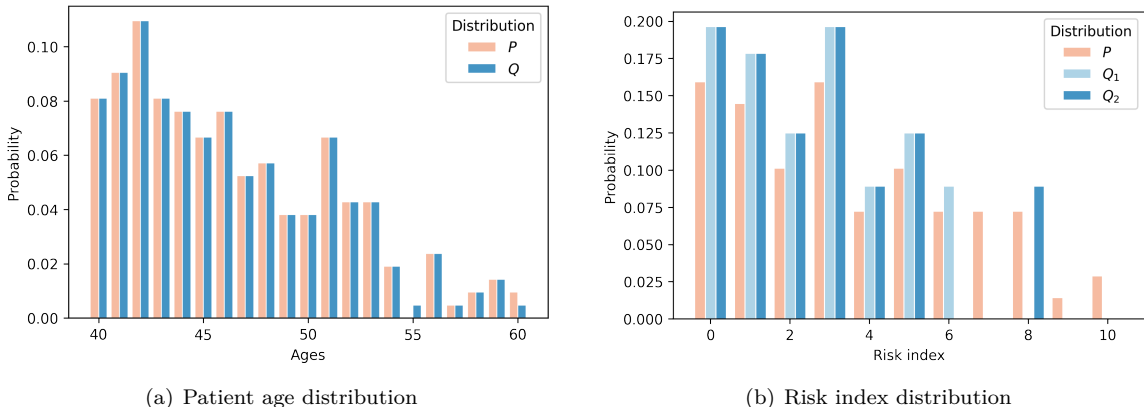 Distribution
P
Q
Probability
0.10
0.08
0.06
0.04
0.02
0.00
40
45
50
55
60
Ages
(a) Patient age distribution
Distribution
P
Q1
Q2
Probability
0.200
0.175
0.150
0.125
0.100
0.075
0.050
0.025
0.000
0
2
4
6
8
10
Risk index
(b) Risk index distribution